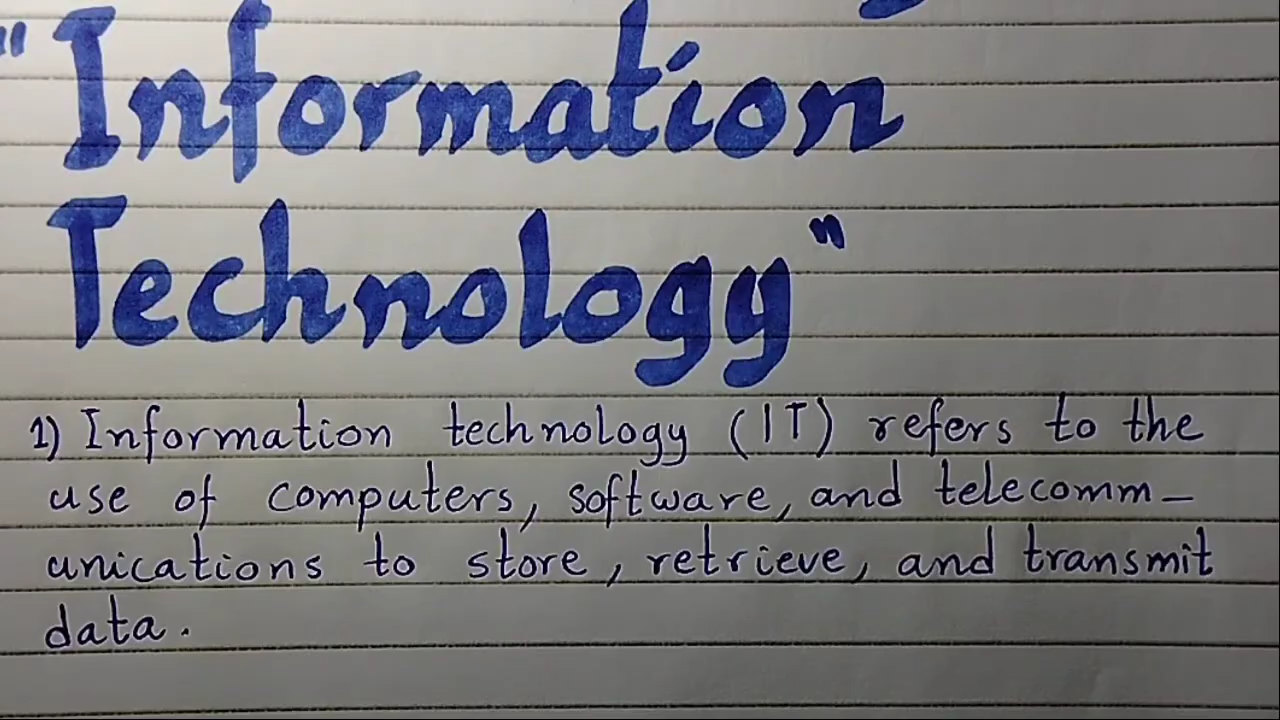 "Information
Technology"
1) Information technology (IT) refers to the
use of computers, software, and telecomm-
unications to store, retrieve, and transmit
data.